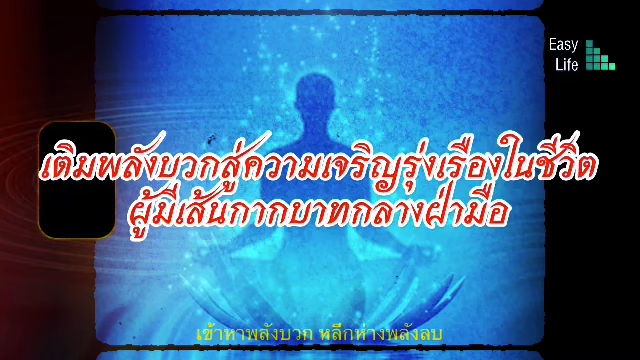 Easy
Life
เติมพลังบวกสู่ความเจริญรุ่งเรืองในชีวิต
ผู้มีเส้นกากบาทกลางฝ่ามือ
เข้าหาพลังบวก หลีกห่างพลังลบ